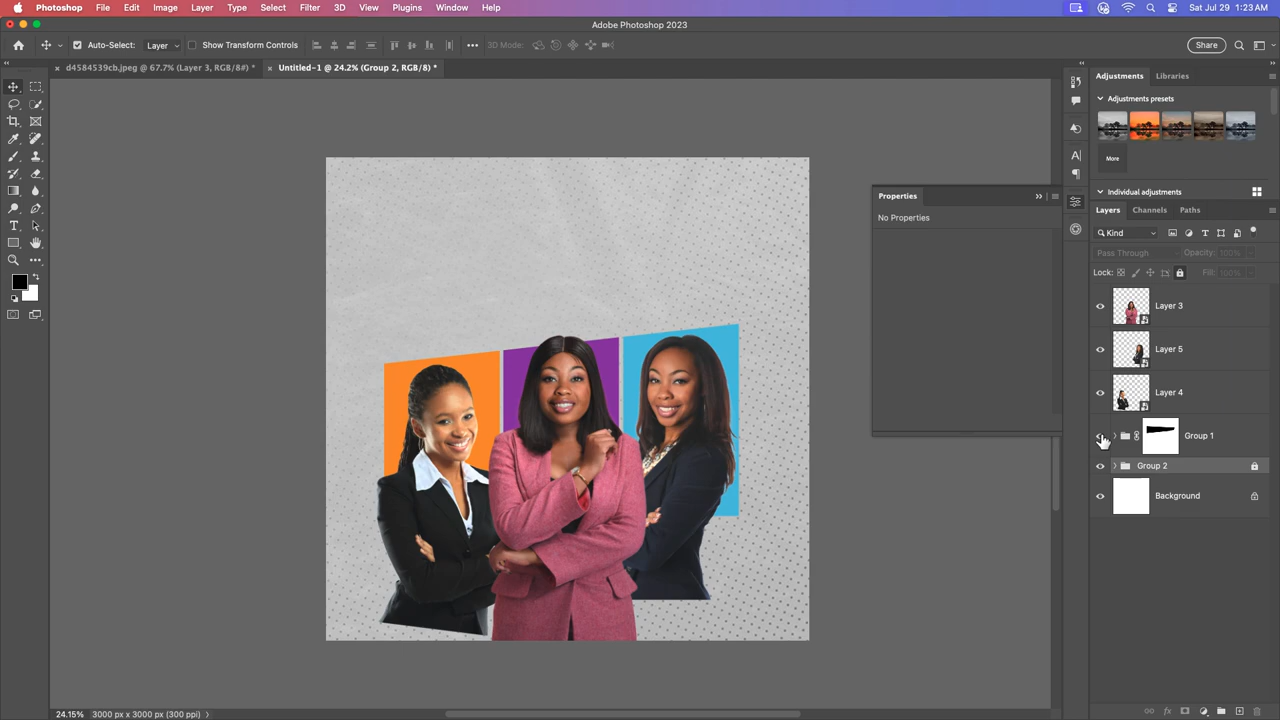 Photoshop File Edit Image Layer Type Select Filter 3D View Plugins Window Help Sat Jul 29 1:23 AM
Adobe Photoshop 2023
Auto-Select: Layer Show Transform Controls 3D Mode: Share
d4584539cb.jpeg @ 67.7% (Layer 3, RGB/8#) * Untitled-1 @ 24.2% (Group 2, RGB/8) *
Adjustments Libraries
Adjustments presets
More
Individual adjustments
Properties
No Properties
Layers Channels Paths
Kind
Pass Through Opacity: 100%
Lock: Fill: 100%
Layer 3
Layer 5
Layer 4
Group 1
Group 2
Background
24.15% 3000 px x 3000 px (300 ppi)